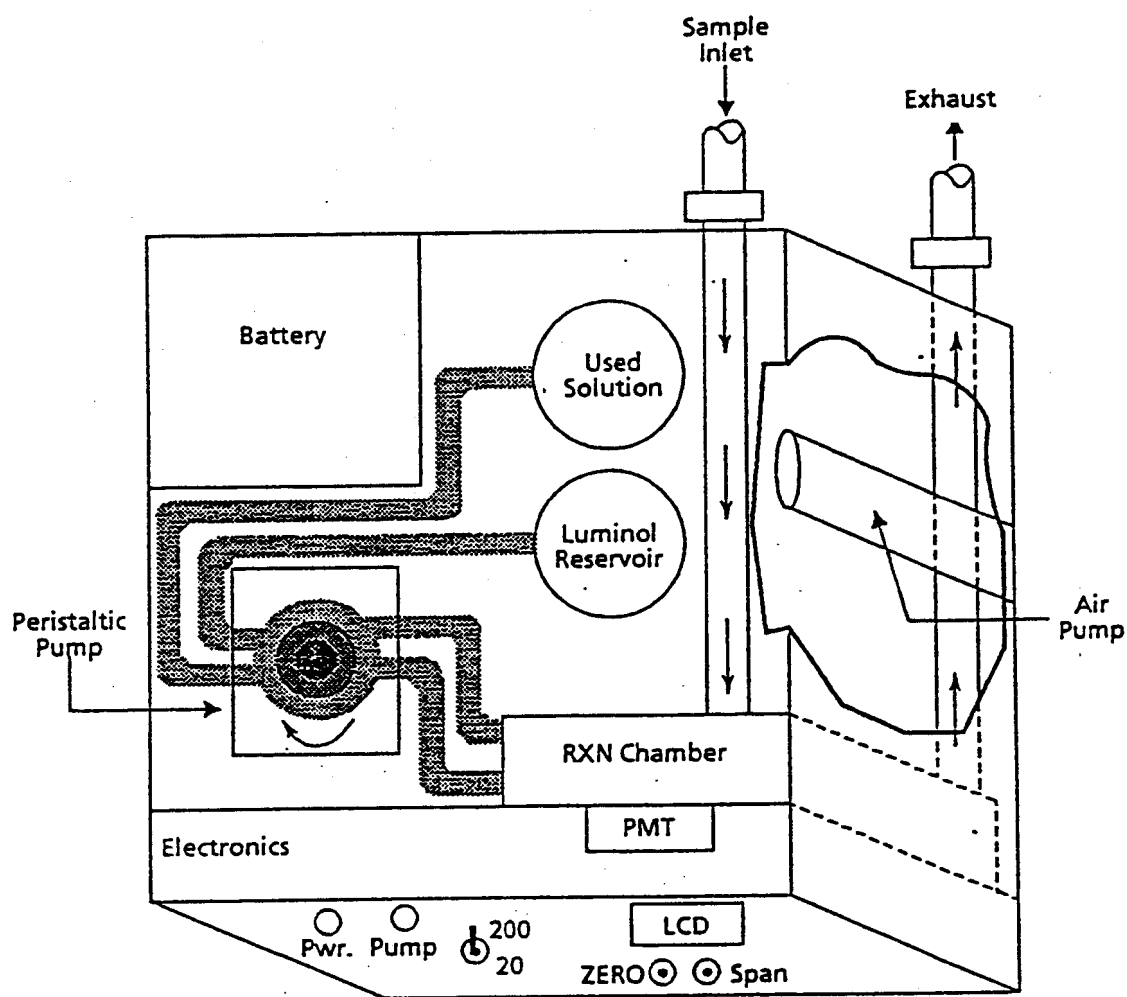 Sample
Inlet
Exhaust
Battery
Used
Solution
Luminol
Reservoir
Peristaltic
Pump
Air
Pump
RXN Chamber
PMT
Electronics
Pwr.
Pump
200
20
LCD
ZERO
Span